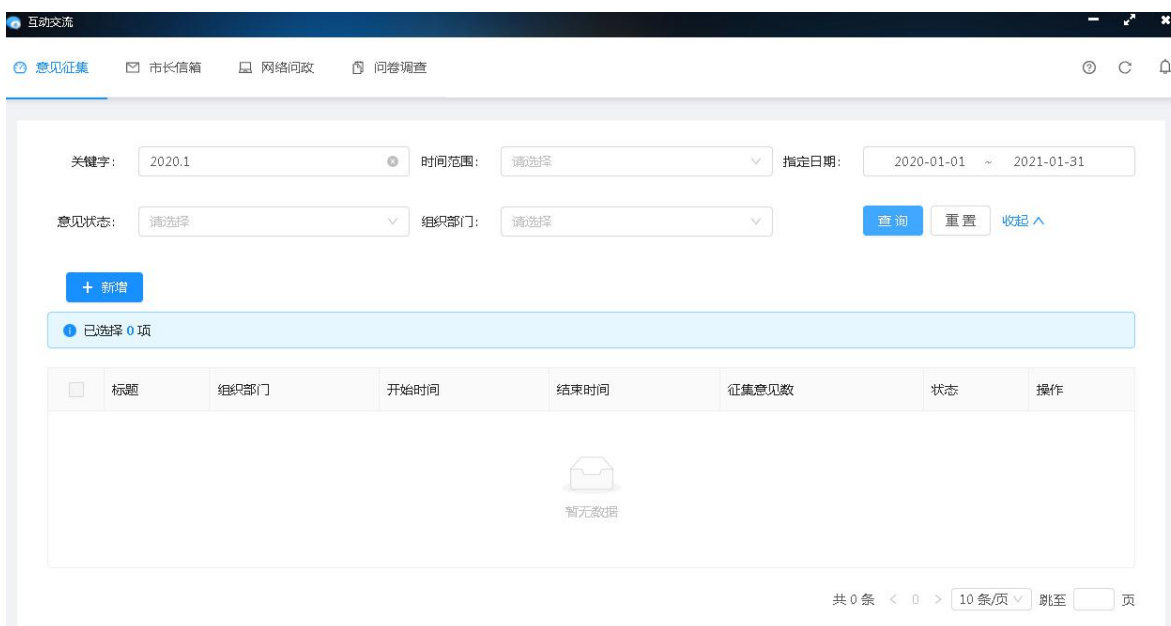 互动交流
意见征集 市长信箱 网络问政 问卷调查
关键字: 2020.1 时间范围: 请选择 指定日期: 2020-01-01 ~ 2021-01-31
意见状态: 请选择 组织部门: 请选择 查询 重置 收起
+ 新增
已选择 0 项
标题 组织部门 开始时间 结束时间 征集意见数 状态 操作
暂无数据
共 0 条 < 0 > 10 条/页 跳至 页